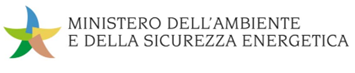 MINISTERO DELL'AMBIENTE
E DELLA SICUREZZA ENERGETICA